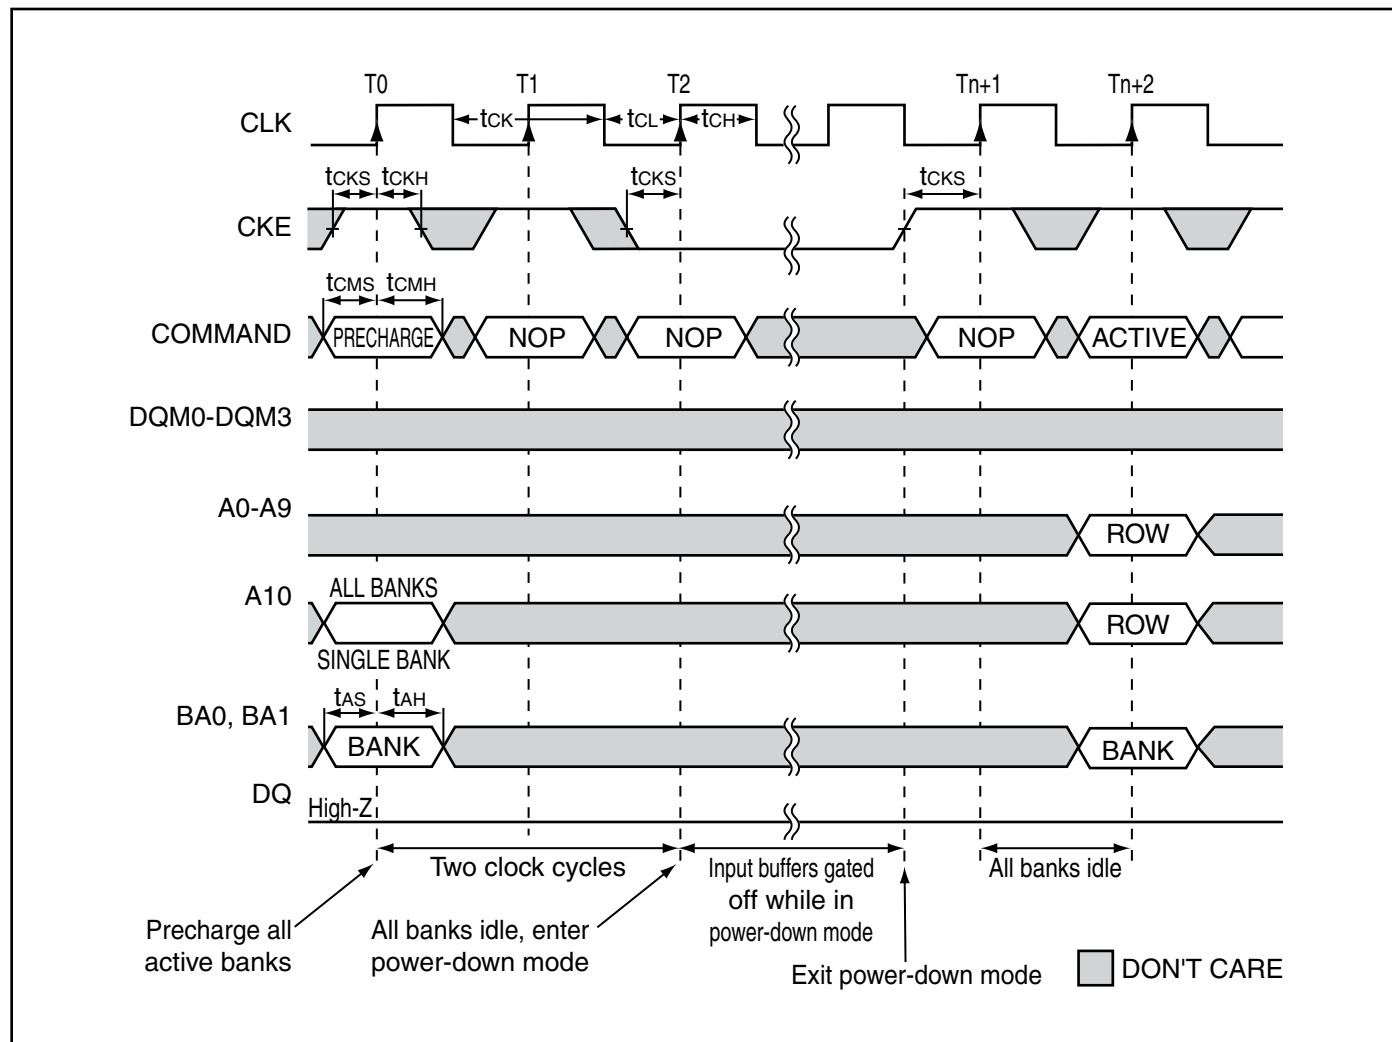 T0 T1 T2 Tn+1 Tn+2
CLK tCK tCL tCH
tCKS tCKH tCKS tCKS
CKE
tCMS tCMH
COMMAND PRECHARGE NOP NOP NOP ACTIVE
DQM0-DQM3
A0-A9 ROW
A10 ALL BANKS ROW
SINGLE BANK
tAS tAH
BA0, BA1 BANK BANK
DQ High-Z
Two clock cycles
Input buffers gated
off while in
power-down mode
All banks idle
Precharge all
active banks
All banks idle, enter
power-down mode
Exit power-down mode
DON'T CARE